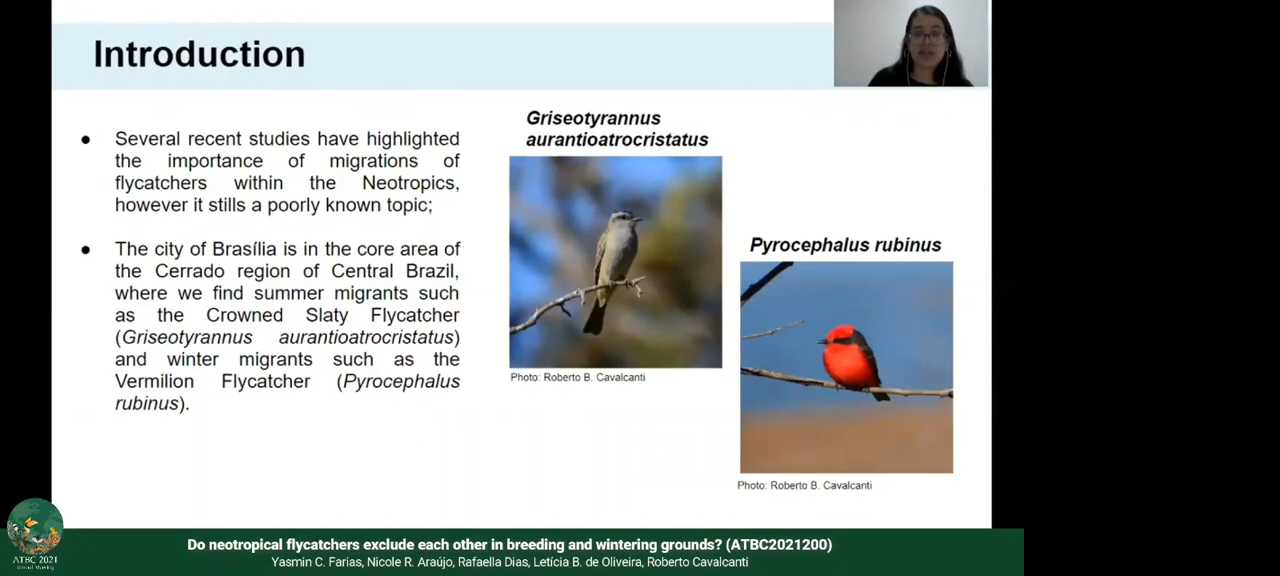 Introduction
● Several recent studies have highlighted
the importance of migrations of
flycatchers within the Neotropics,
however it stills a poorly known topic;
● The city of Brasília is in the core area of
the Cerrado region of Central Brazil,
where we find summer migrants such
as the Crowned Slaty Flycatcher
(Griseotyrannus aurantioatrocristatus)
and winter migrants such as the
Vermilion Flycatcher (Pyrocephalus
rubinus).
Griseotyrannus
aurantioatrocristatus
Photo: Roberto B. Cavalcanti
Pyrocephalus rubinus
Photo: Roberto B. Cavalcanti
ATBC 2021
Do neotropical flycatchers exclude each other in breeding and wintering grounds? (ATBC2021200)
Yasmin C. Farias, Nicole R. Araújo, Rafaella Dias, Letícia B. de Oliveira, Roberto Cavalcanti